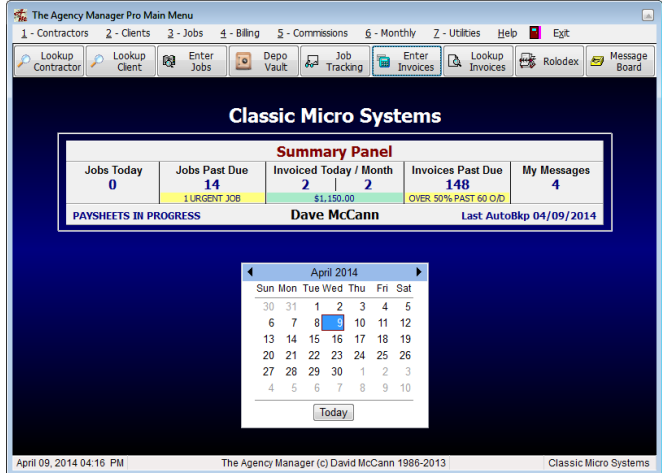 The Agency Manager Pro Main Menu
1 - Contractors 2 - Clients 3 - Jobs 4 - Billing 5 - Commissions 6 - Monthly 7 - Utilities Help Exit
Lookup Contractor Lookup Client Enter Jobs Depo Vault Job Tracking Enter Invoices Lookup Invoices Rolodex Message Board
Classic Micro Systems
Summary Panel
Jobs Today Jobs Past Due Invoiced Today / Month Invoices Past Due My Messages
0 14 2 | 2 148 4
1 URGENT JOB $1,150.00 OVER 50% PAST 60 O/D
PAYSHEETS IN PROGRESS Dave McCann Last AutoBkp 04/09/2014
April 2014
Sun Mon Tue Wed Thu Fri Sat
30 31 1 2 3 4 5
6 7 8 9 10 11 12
13 14 15 16 17 18 19
20 21 22 23 24 25 26
27 28 29 30 1 2 3
4 5 6 7 8 9 10
Today
April 09, 2014 04:16 PM The Agency Manager (c) David McCann 1986-2013 Classic Micro Systems